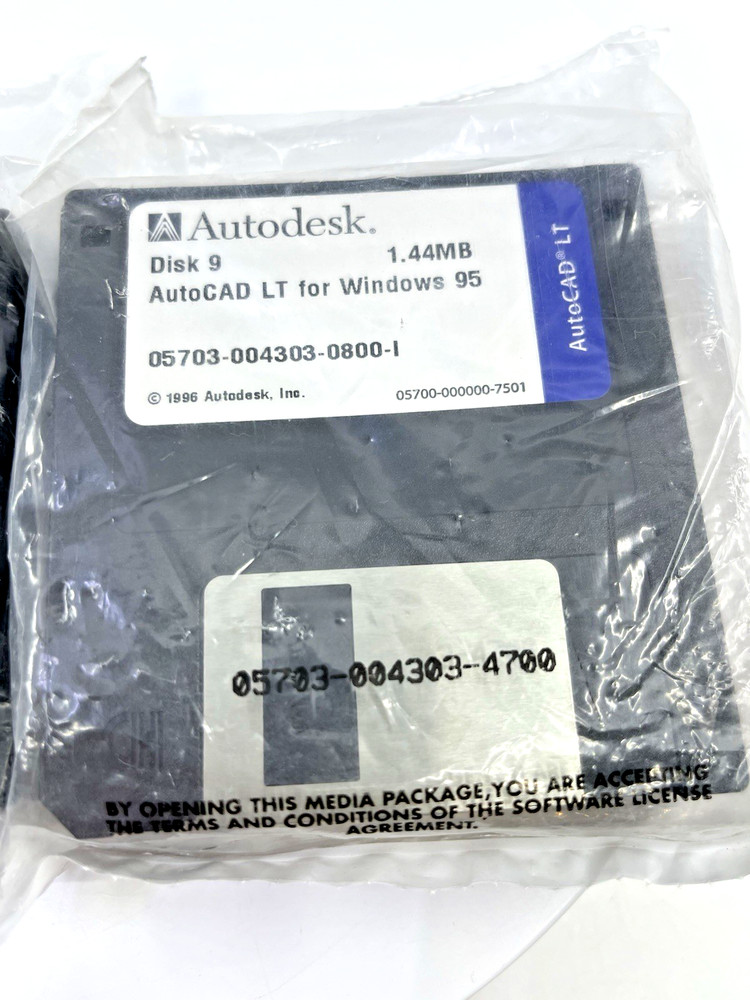 Autodesk.
Disk 9 1.44MB
AutoCAD LT for Windows 95
05703-004303-0800-I
© 1996 Autodesk, Inc. 05700-000000-7501
AutoCAD® LT
05703-004303-4700
BY OPENING THIS MEDIA PACKAGE,YOU ARE ACCEPTING
THE TERMS AND CONDITIONS OF THE SOFTWARE LICENSE
AGREEMENT.